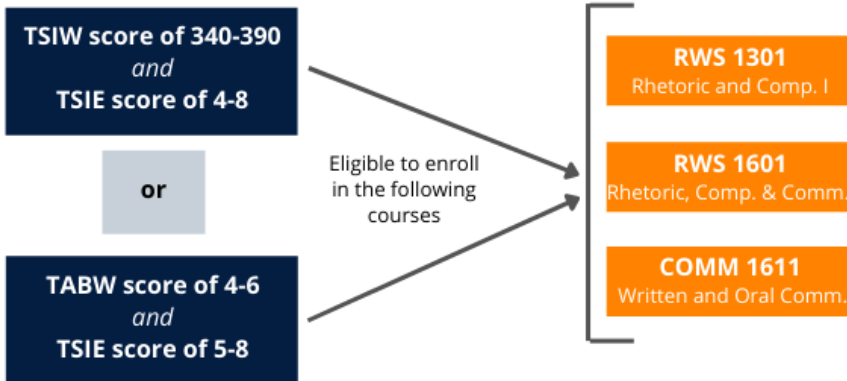 TSIW score of 340-390
and
TSIE score of 4-8
or
TABW score of 4-6
and
TSIE score of 5-8
Eligible to enroll
in the following
courses
RWS 1301
Rhetoric and Comp. I
RWS 1601
Rhetoric, Comp. & Comm.
COMM 1611
Written and Oral Comm.